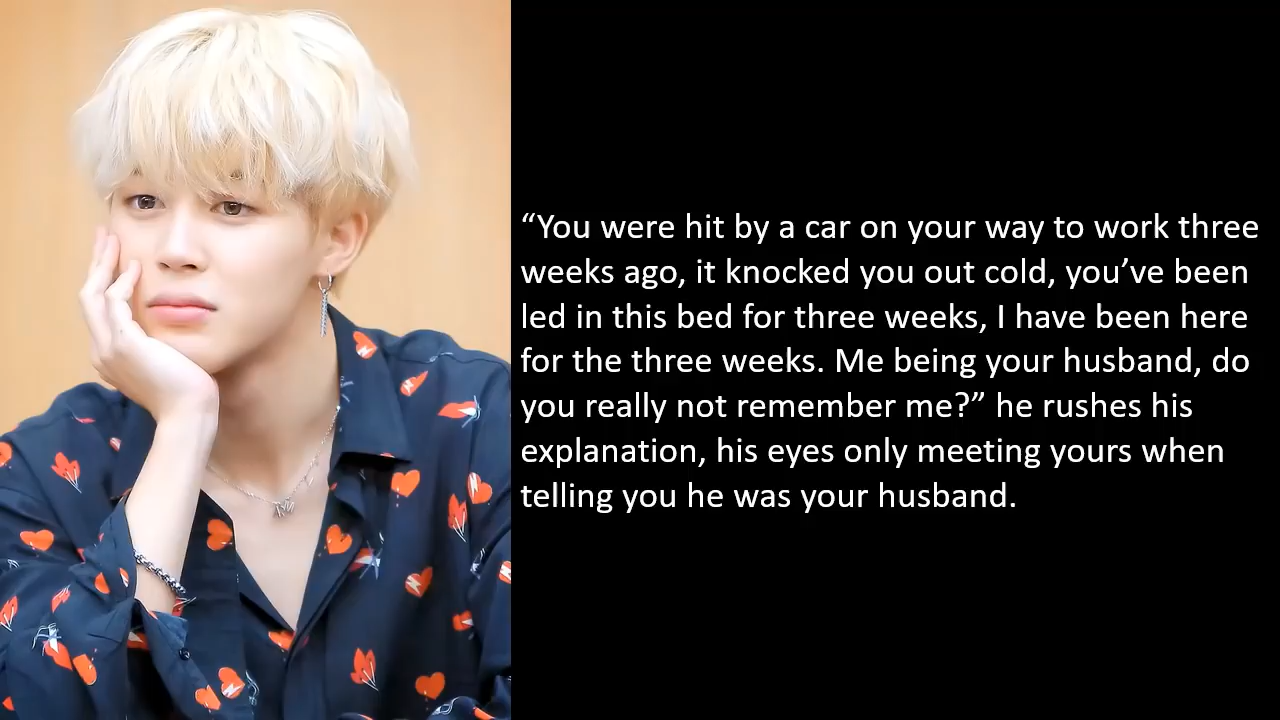 “You were hit by a car on your way to work three
weeks ago, it knocked you out cold, you’ve been
led in this bed for three weeks, I have been here
for the three weeks. Me being your husband, do
you really not remember me?” he rushes his
explanation, his eyes only meeting yours when
telling you he was your husband.